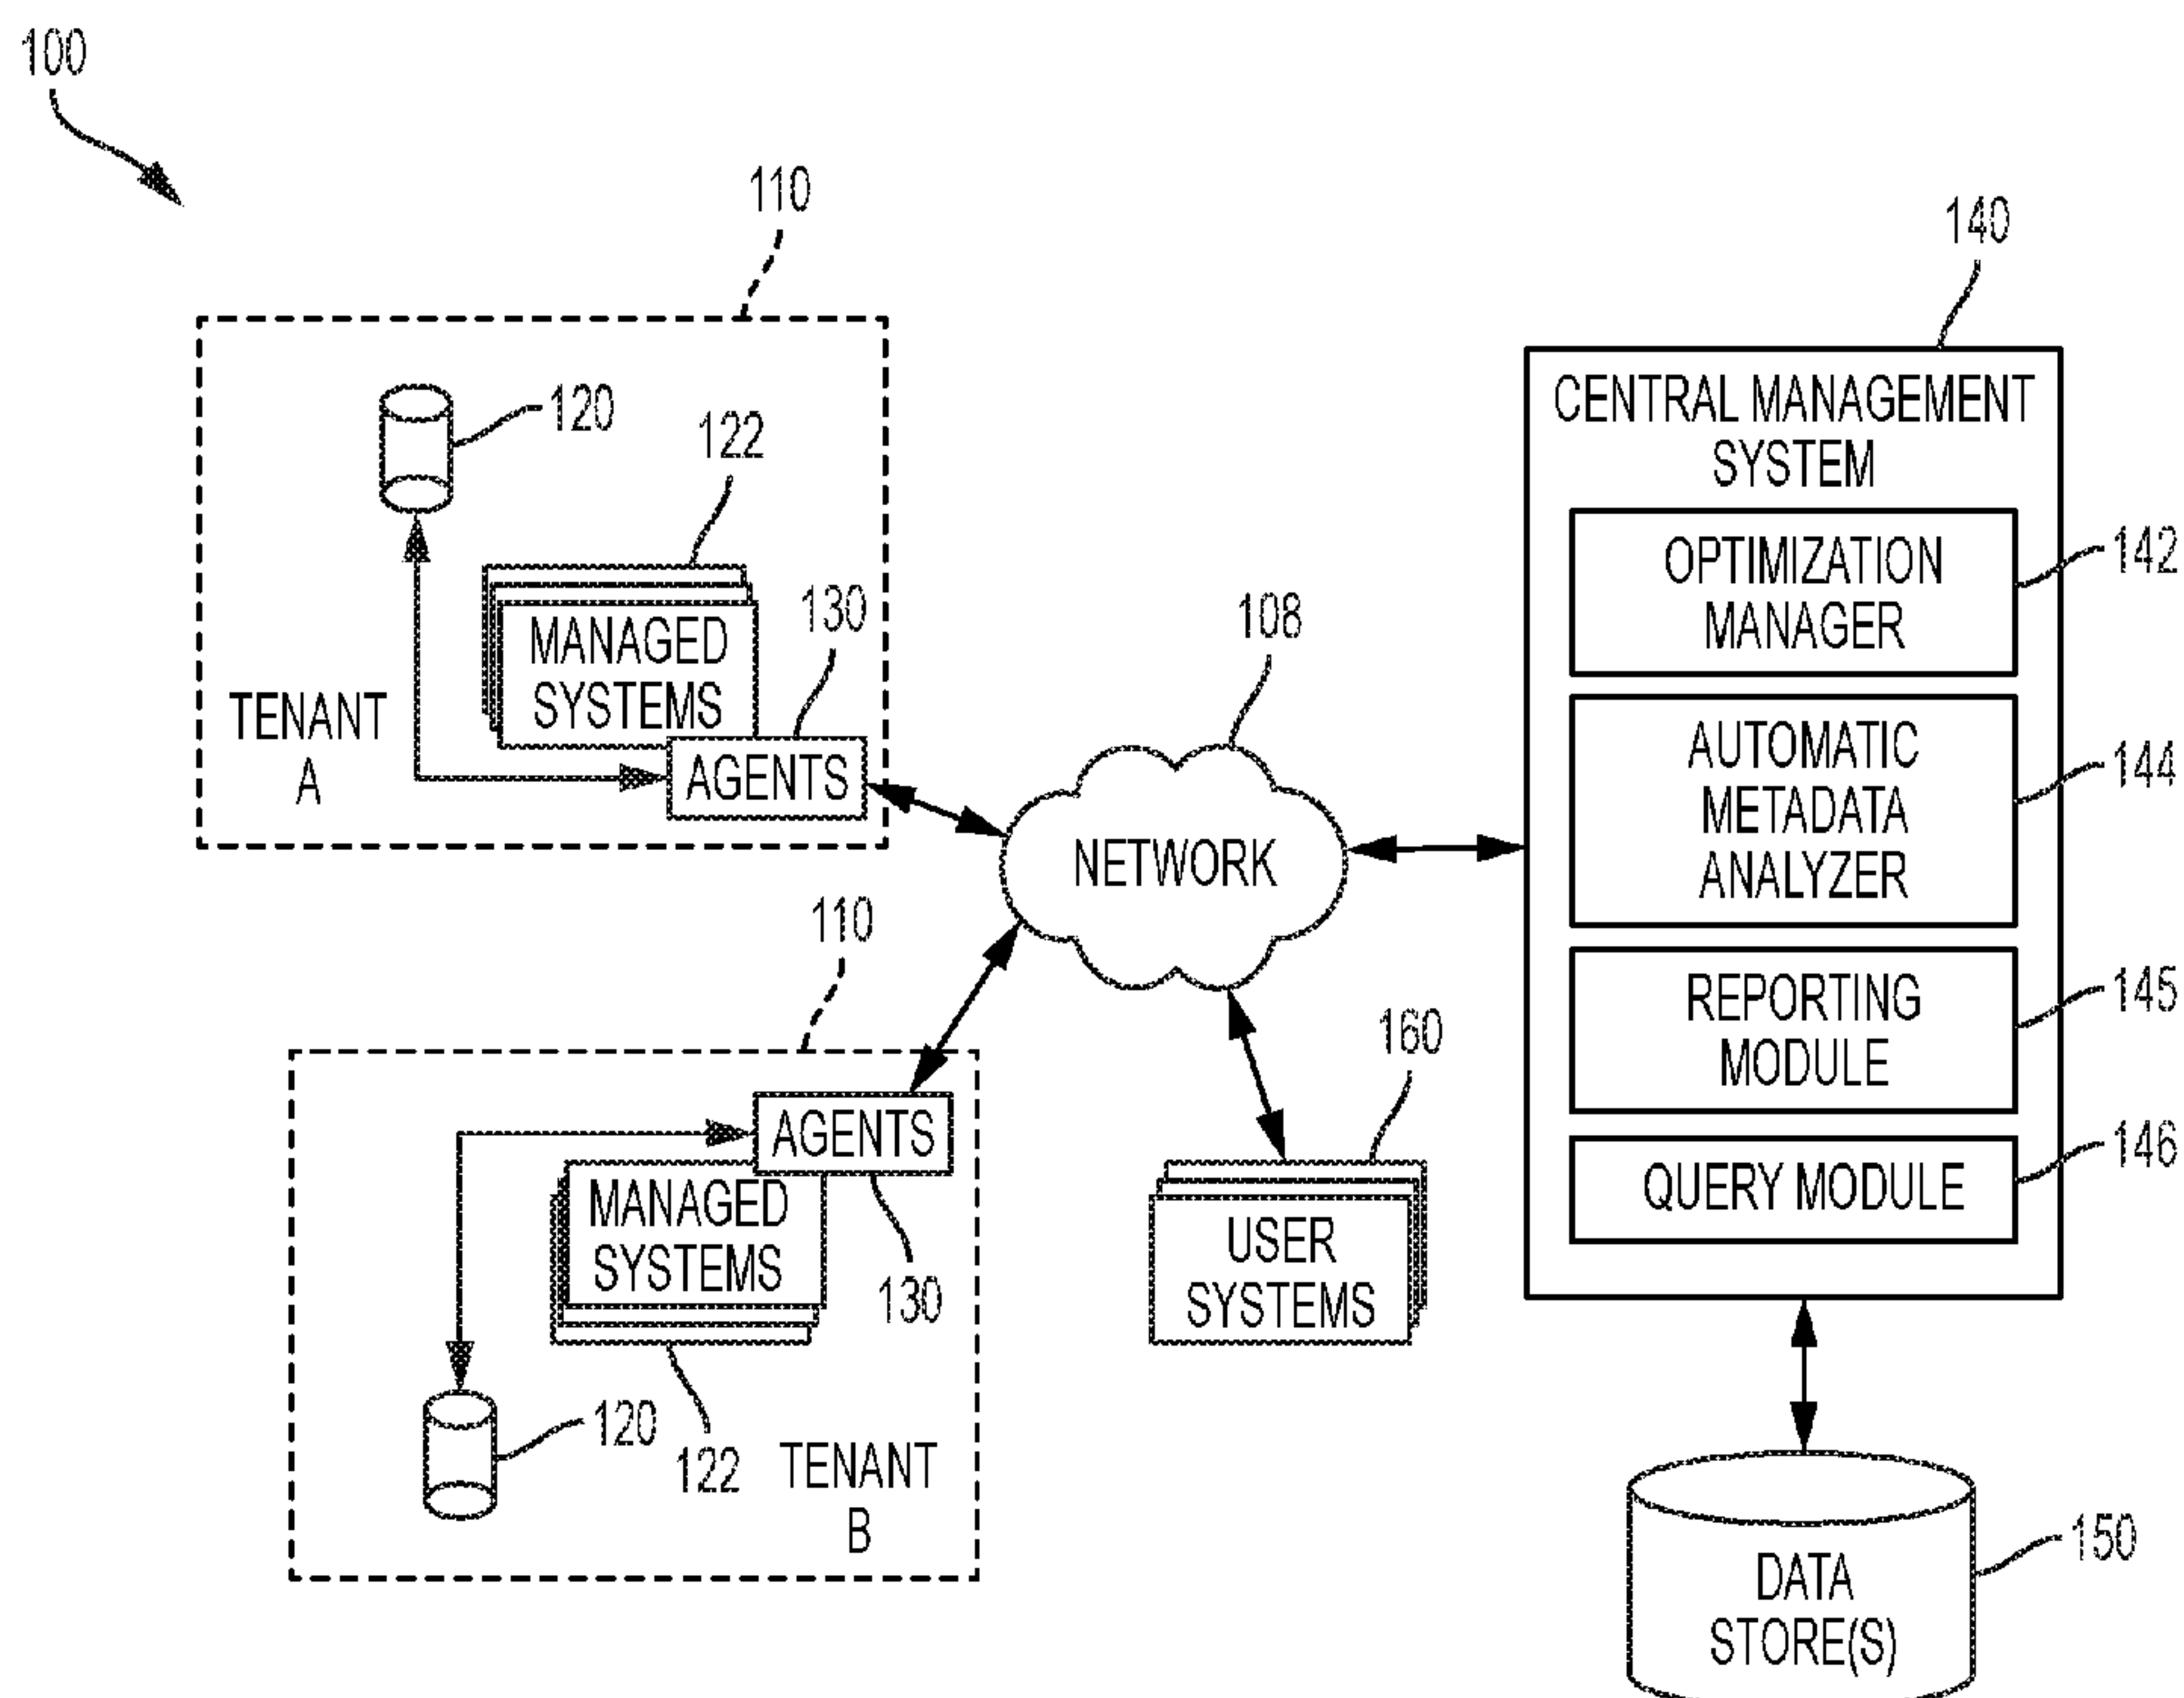 100
110
140
120
122
CENTRAL MANAGEMENT
SYSTEM
OPTIMIZATION
MANAGER
142
130
108
MANAGED
SYSTEMS
TENANT
A
AGENTS
AUTOMATIC
METADATA
ANALYZER
144
NETWORK
110
REPORTING
MODULE
145
160
AGENTS
MANAGED
SYSTEMS
130
QUERY MODULE
146
USER
SYSTEMS
120
122
TENANT
B
150
DATA
STORE(S)